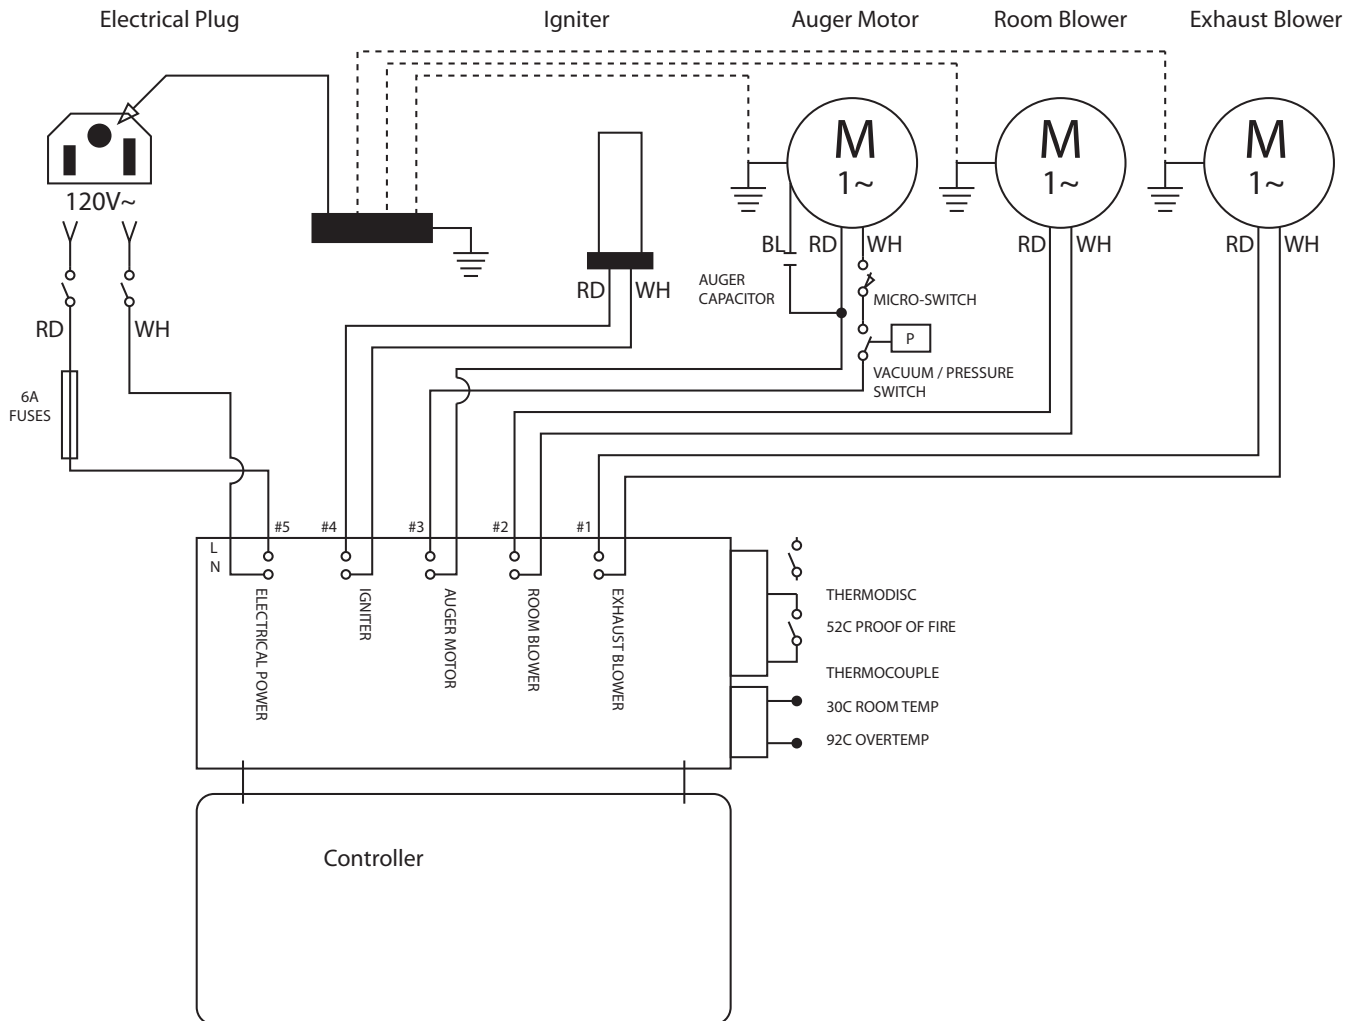 Electrical Plug
Igniter
Auger Motor
Room Blower
Exhaust Blower
M
1~
M
1~
M
1~
120V~
BL
RD
WH
RD
WH
RD
WH
AUGER
CAPACITOR
RD
WH
MICRO-SWITCH
RD
WH
P
VACUUM / PRESSURE
SWITCH
6A
FUSES
#5
#4
#3
#2
#1
L
N
ELECTRICAL POWER
IGNITER
AUGER MOTOR
ROOM BLOWER
EXHAUST BLOWER
THERMODISC
52C PROOF OF FIRE
THERMOCOUPLE
30C ROOM TEMP
92C OVERTEMP
Controller